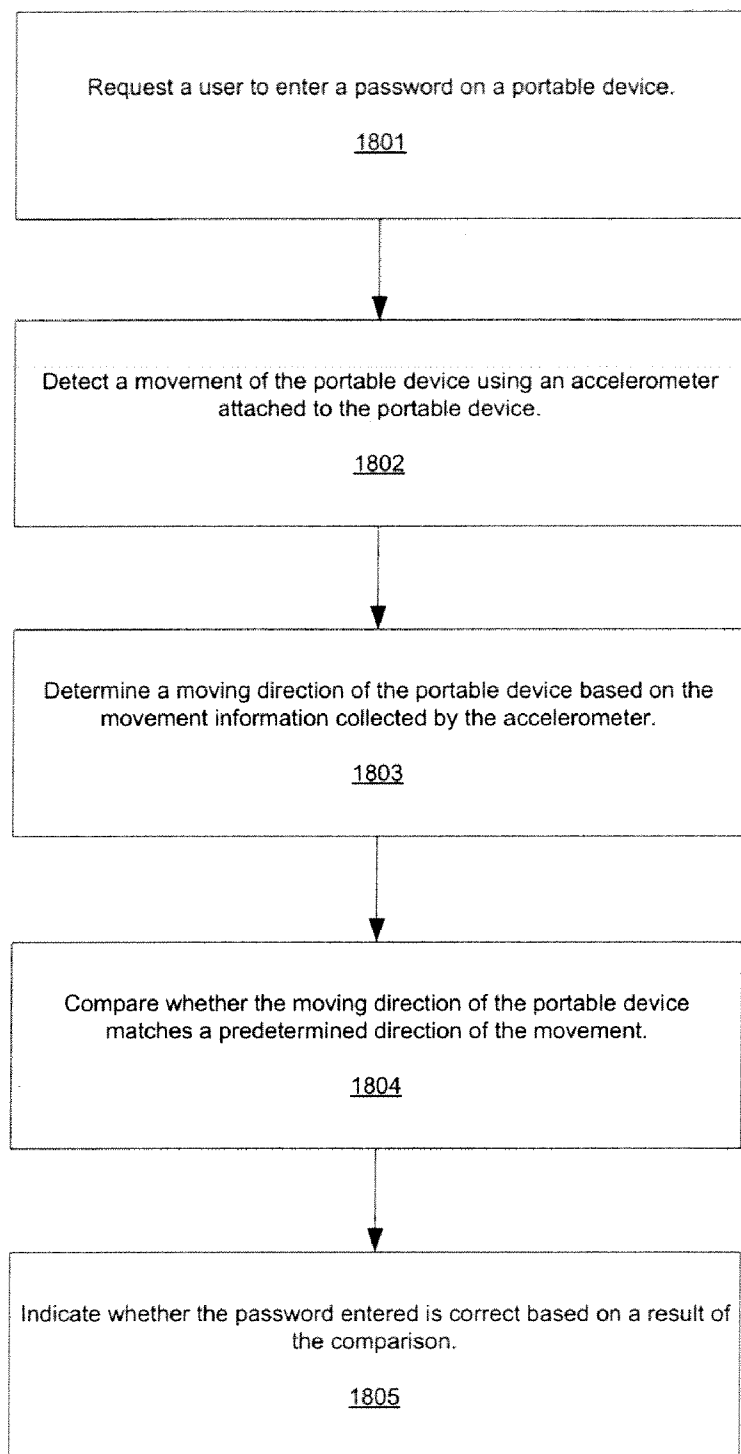 Request a user to enter a password on a portable device.
1801
Detect a movement of the portable device using an accelerometer
attached to the portable device.
1802
Determine a moving direction of the portable device based on the
movement information collected by the accelerometer.
1803
Compare whether the moving direction of the portable device
matches a predetermined direction of the movement.
1804
Indicate whether the password entered is correct based on a result of
the comparison.
1805